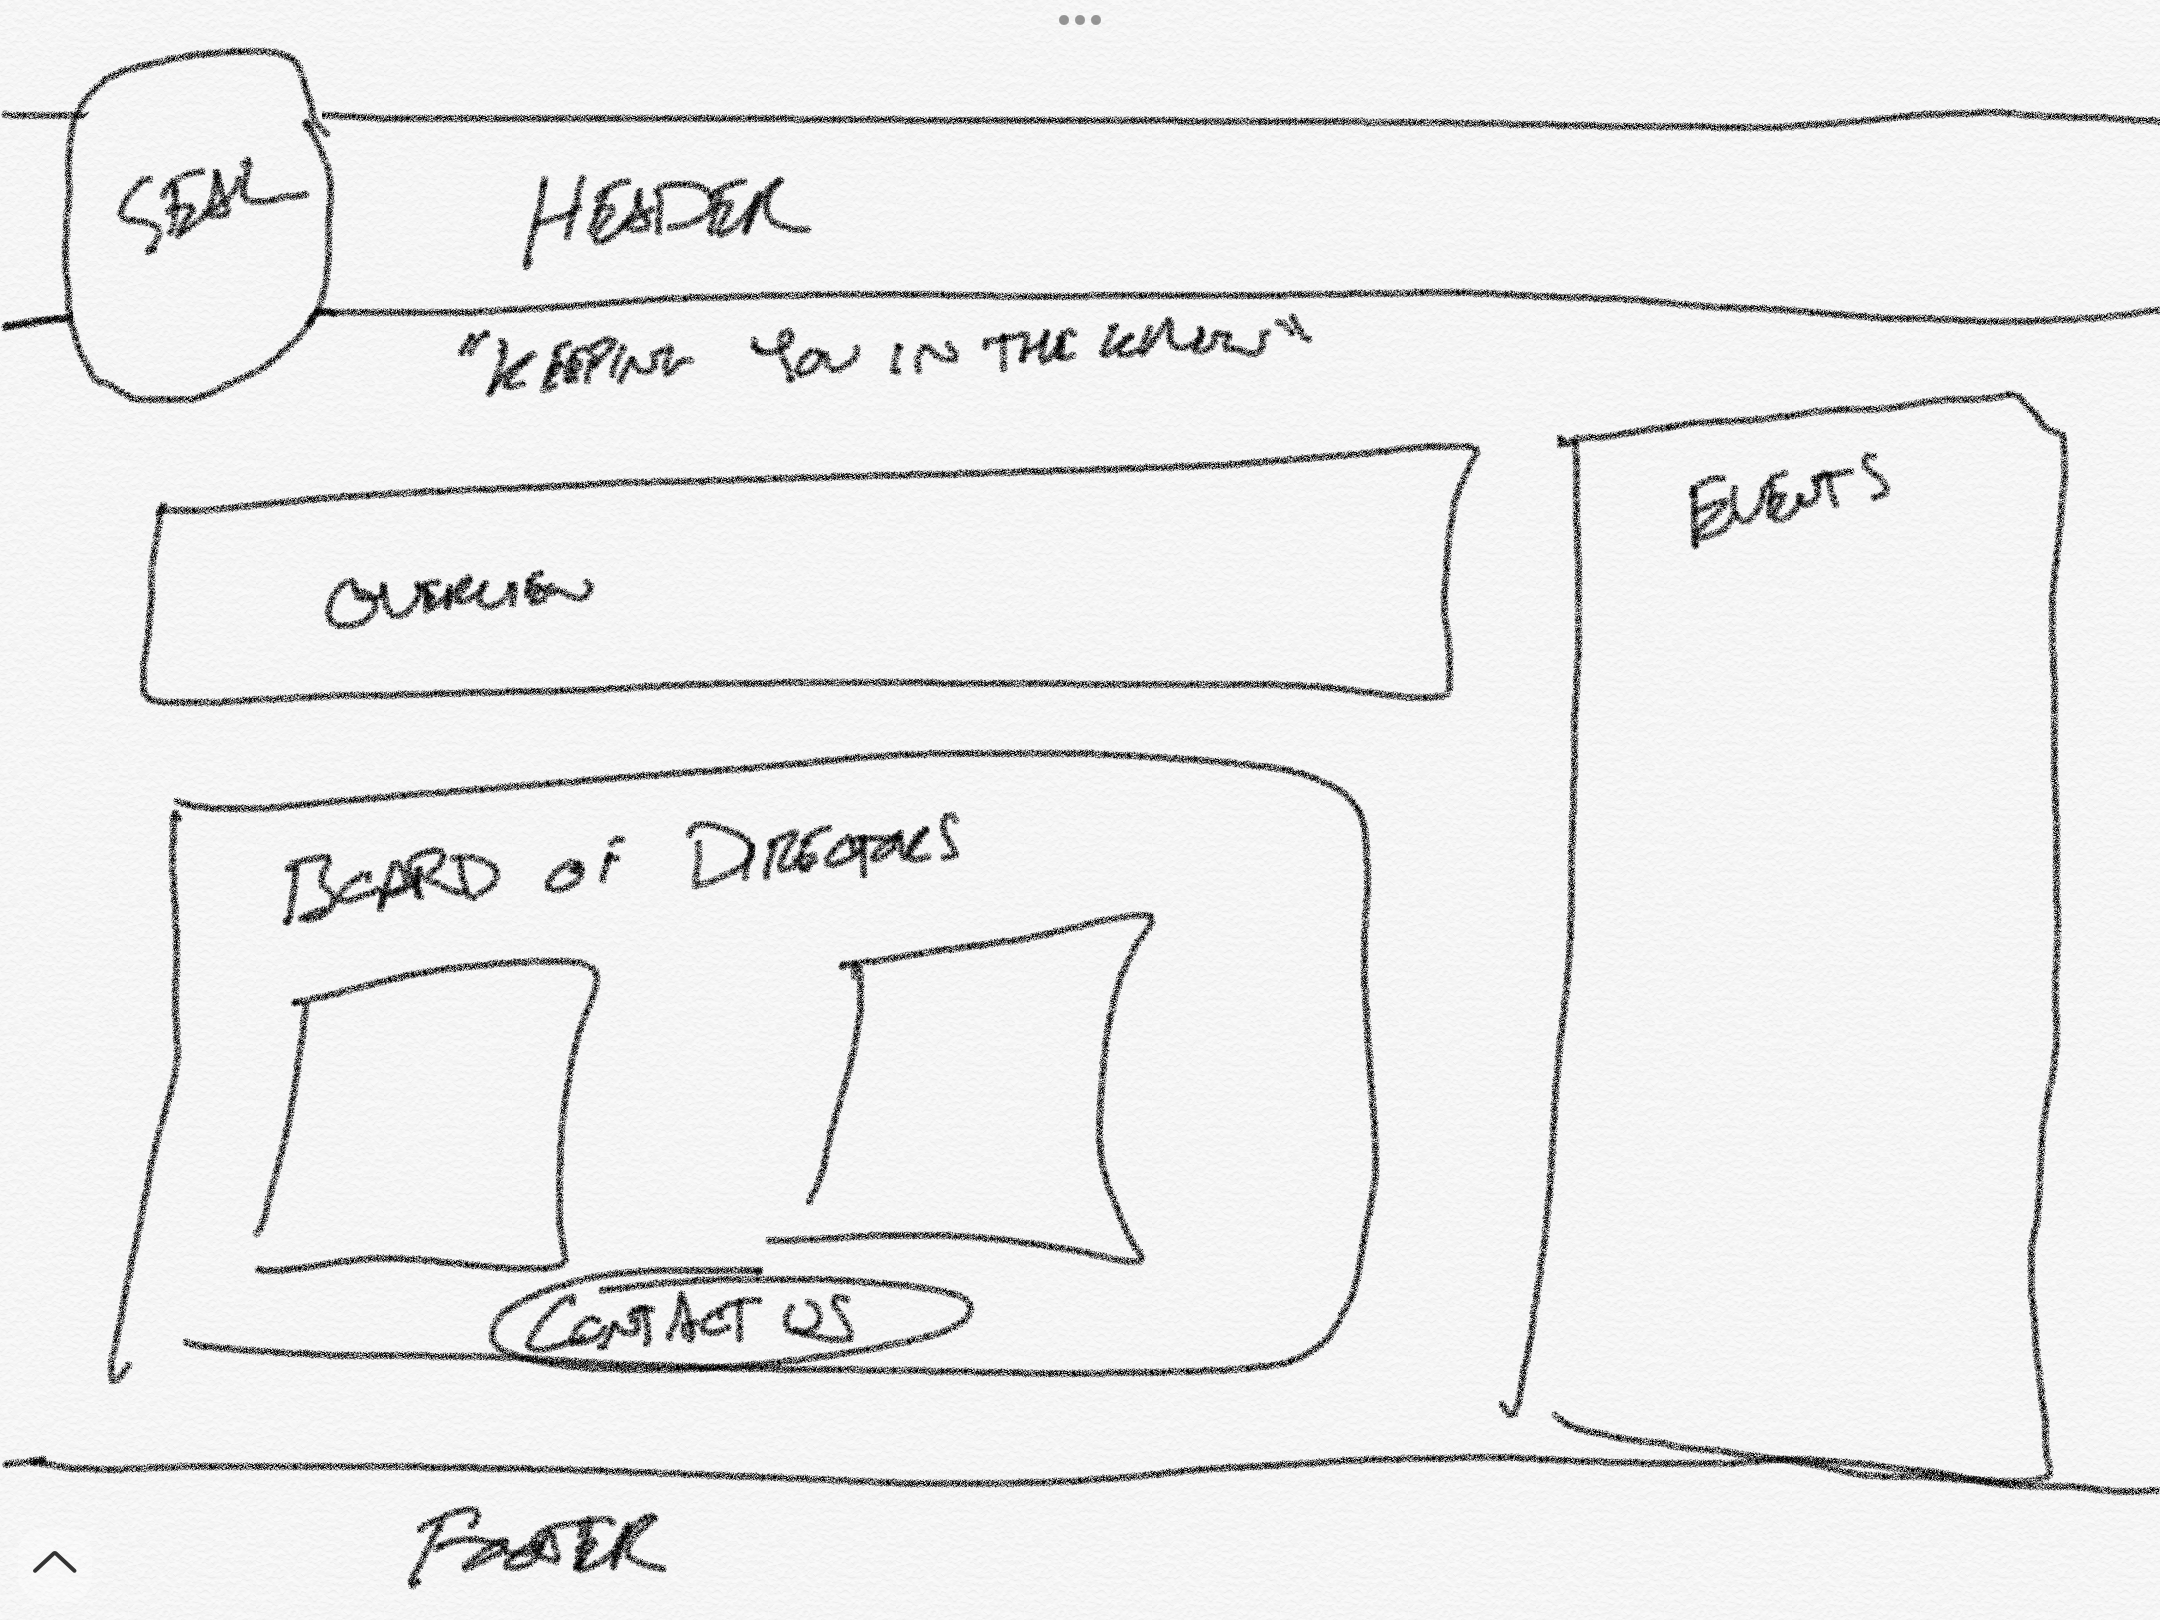 SEAL
HEADER
"KEEPING YOU IN THE KNOW"
EVENTS
OVERVIEW
BOARD OF DIRECTORS
CONTACT US
FOOTER